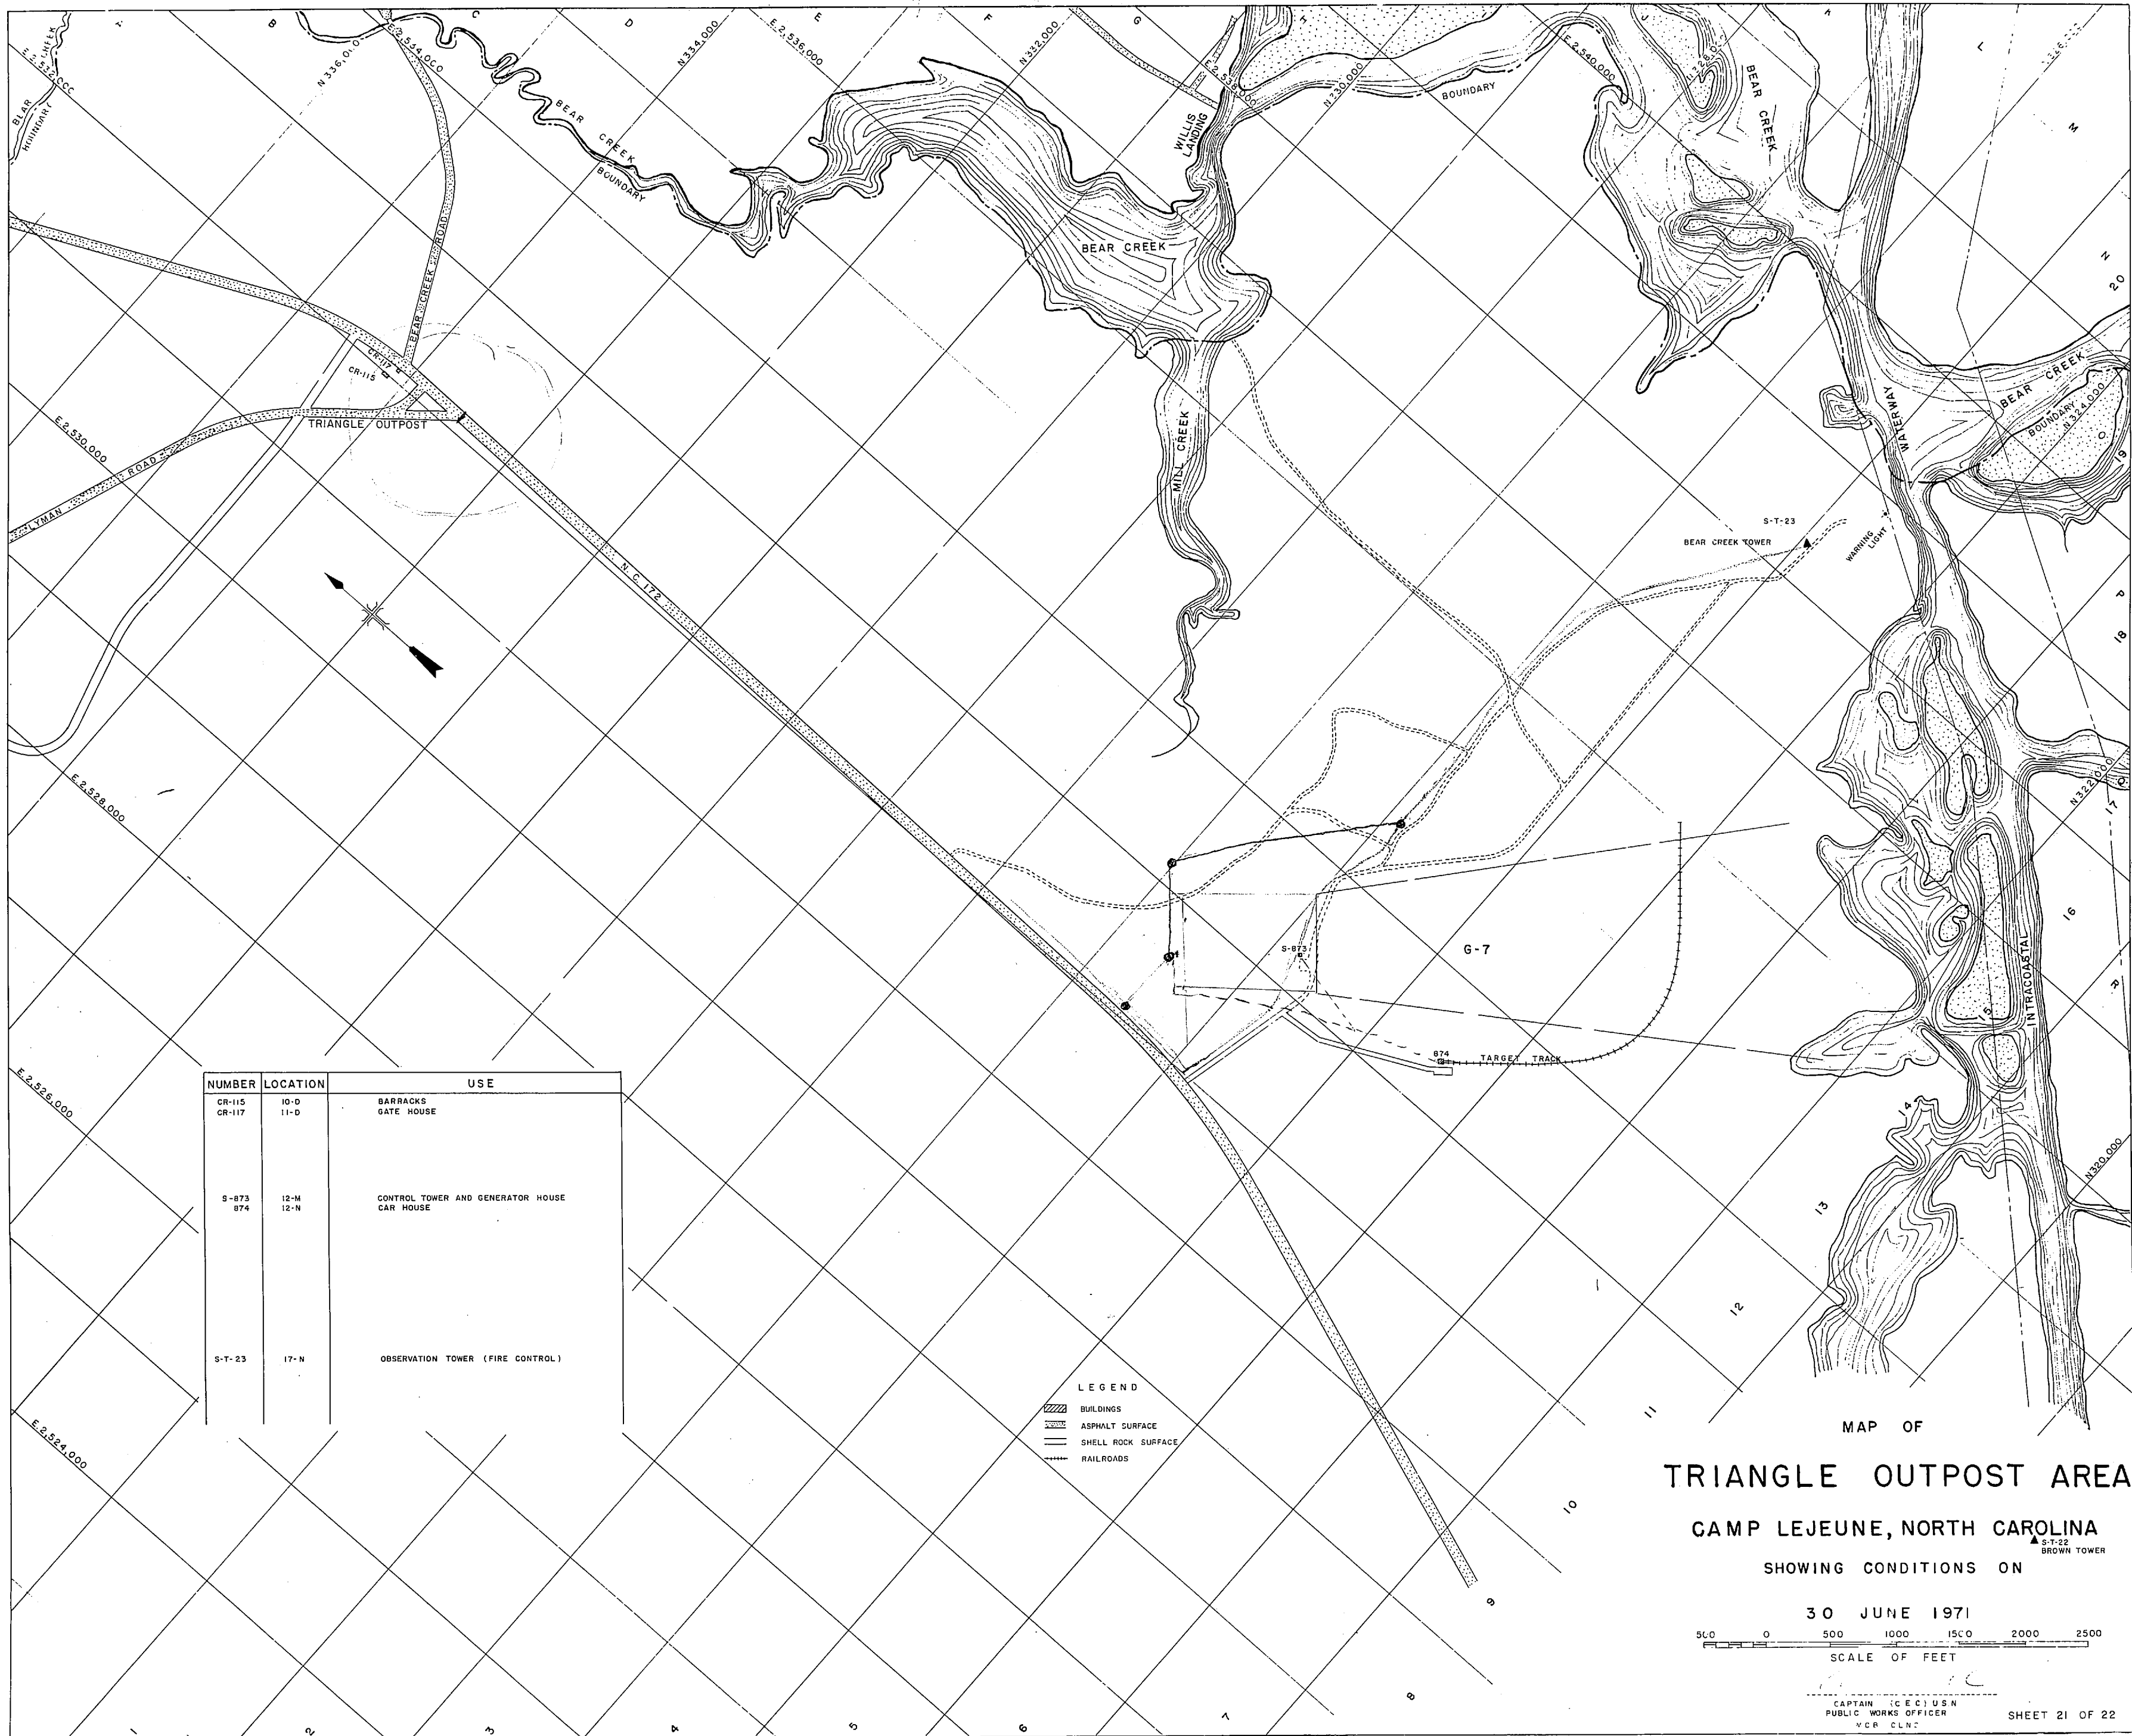 A B C D E F G H J K L M N P Q R
BEAR CREEK
BOUNDARY
N 336,000
E 2,534,000
N 334,000
E 2,536,000
N 332,000
N 330,000
E 2,540,000
BEAR CREEK
BOUNDARY
WILLIS
LANDING
BOUNDARY
BEAR CREEK
BEAR CREEK ROAD
BEAR CREEK
20
CR-117
CR-115
TRIANGLE OUTPOST
LYMAN ROAD
E 2,530,000
MILL CREEK
WATERWAY
BEAR CREEK
BOUNDARY
N 324,000
19
S-T-23
BEAR CREEK TOWER
WARNING
LIGHT
18
N. C. 172
E 2,528,000
N 322,000
17
16
S-873
G-7
INTRACOASTAL
15
874
TARGET TRACK
14
E 2,526,000
N 320,000
13
12
11
10
9
8
7
6
5
4
3
2
1
E 2,524,000
NUMBER LOCATION USE
CR-115 10-D BARRACKS
CR-117 11-D GATE HOUSE
S-873 12-M CONTROL TOWER AND GENERATOR HOUSE
874 12-N CAR HOUSE
S-T-23 17-N OBSERVATION TOWER (FIRE CONTROL)
LEGEND
BUILDINGS
ASPHALT SURFACE
SHELL ROCK SURFACE
RAILROADS
MAP OF
TRIANGLE OUTPOST AREA
CAMP LEJEUNE, NORTH CAROLINA
S-T-22
BROWN TOWER
SHOWING CONDITIONS ON
30 JUNE 1971
500 0 500 1000 1500 2000 2500
SCALE OF FEET
CAPTAIN (CEC) USN
PUBLIC WORKS OFFICER
MCB CLNC
SHEET 21 OF 22